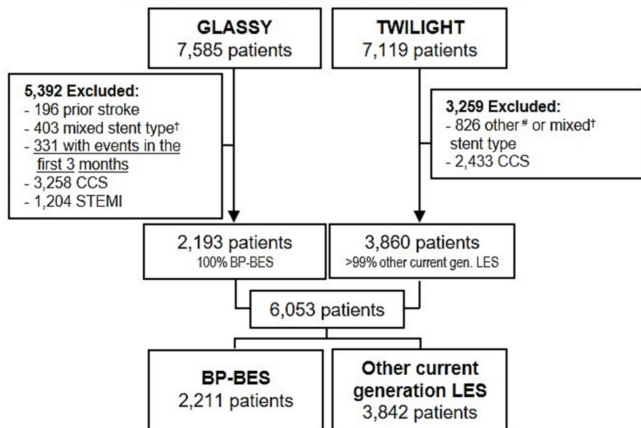 GLASSY
7,585 patients
TWILIGHT
7,119 patients
5,392 Excluded:
- 196 prior stroke
- 403 mixed stent type†
- 331 with events in the
first 3 months
- 3,258 CCS
- 1,204 STEMI
3,259 Excluded:
- 826 other # or mixed†
stent type
- 2,433 CCS
2,193 patients
100% BP-BES
3,860 patients
>99% other current gen. LES
6,053 patients
BP-BES
2,211 patients
Other current
generation LES
3,842 patients